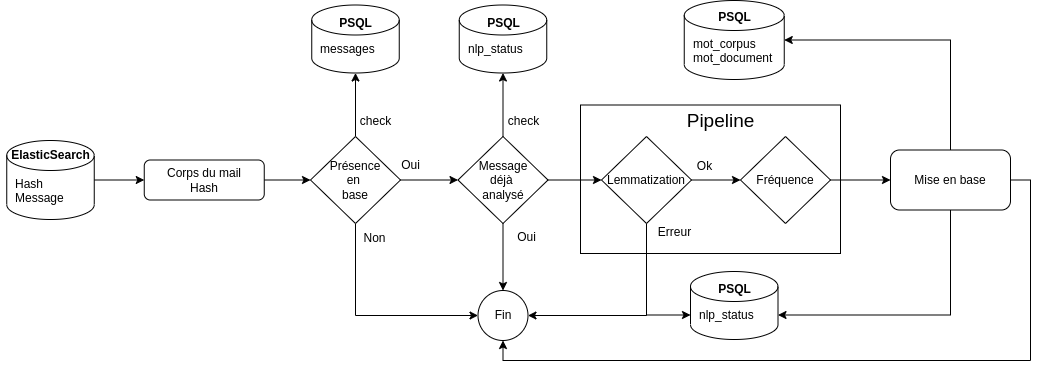 PSQL
messages
PSQL
nlp_status
PSQL
mot_corpus
mot_document
check
check
Pipeline
ElasticSearch
Hash
Message
Corps du mail
Hash
Présence
en
base
Oui
Message
déjà
analysé
Lemmatization
Ok
Fréquence
Mise en base
Non
Oui
Erreur
Fin
PSQL
nlp_status